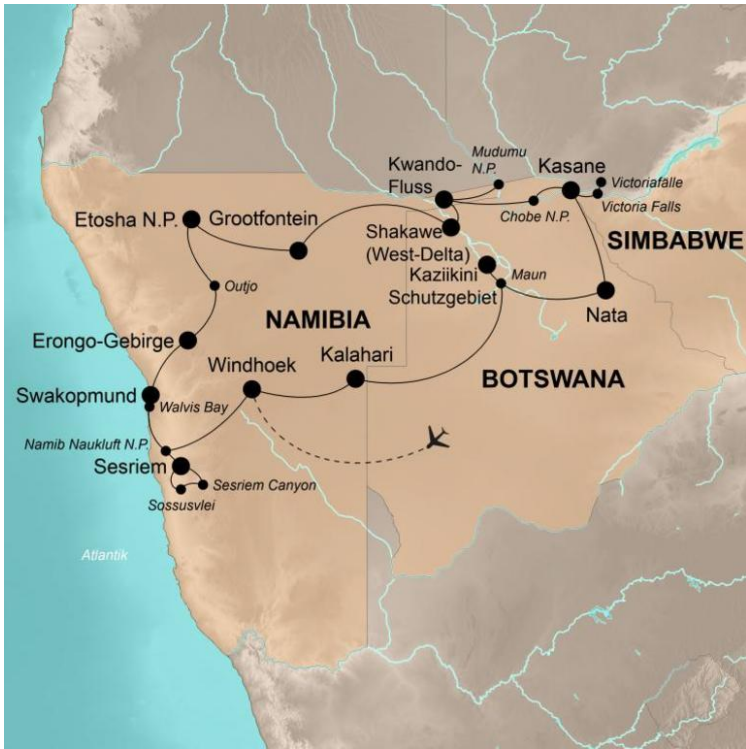 Mudumu
N.P.
Kwando-
Fluss
Kasane
Victoriafälle
Victoria Falls
Chobe N.P.
Etosha N.P.
Grootfontein
Shakawe
(West-Delta)
SIMBABWE
Kaziikini
Schutzgebiet
Maun
Outjo
Nata
NAMIBIA
Erongo-Gebirge
Windhoek
Kalahari
BOTSWANA
Swakopmund
Walvis Bay
Namib Naukluft N.P.
Sesriem
Sesriem Canyon
Sossusvlei
Atlantik